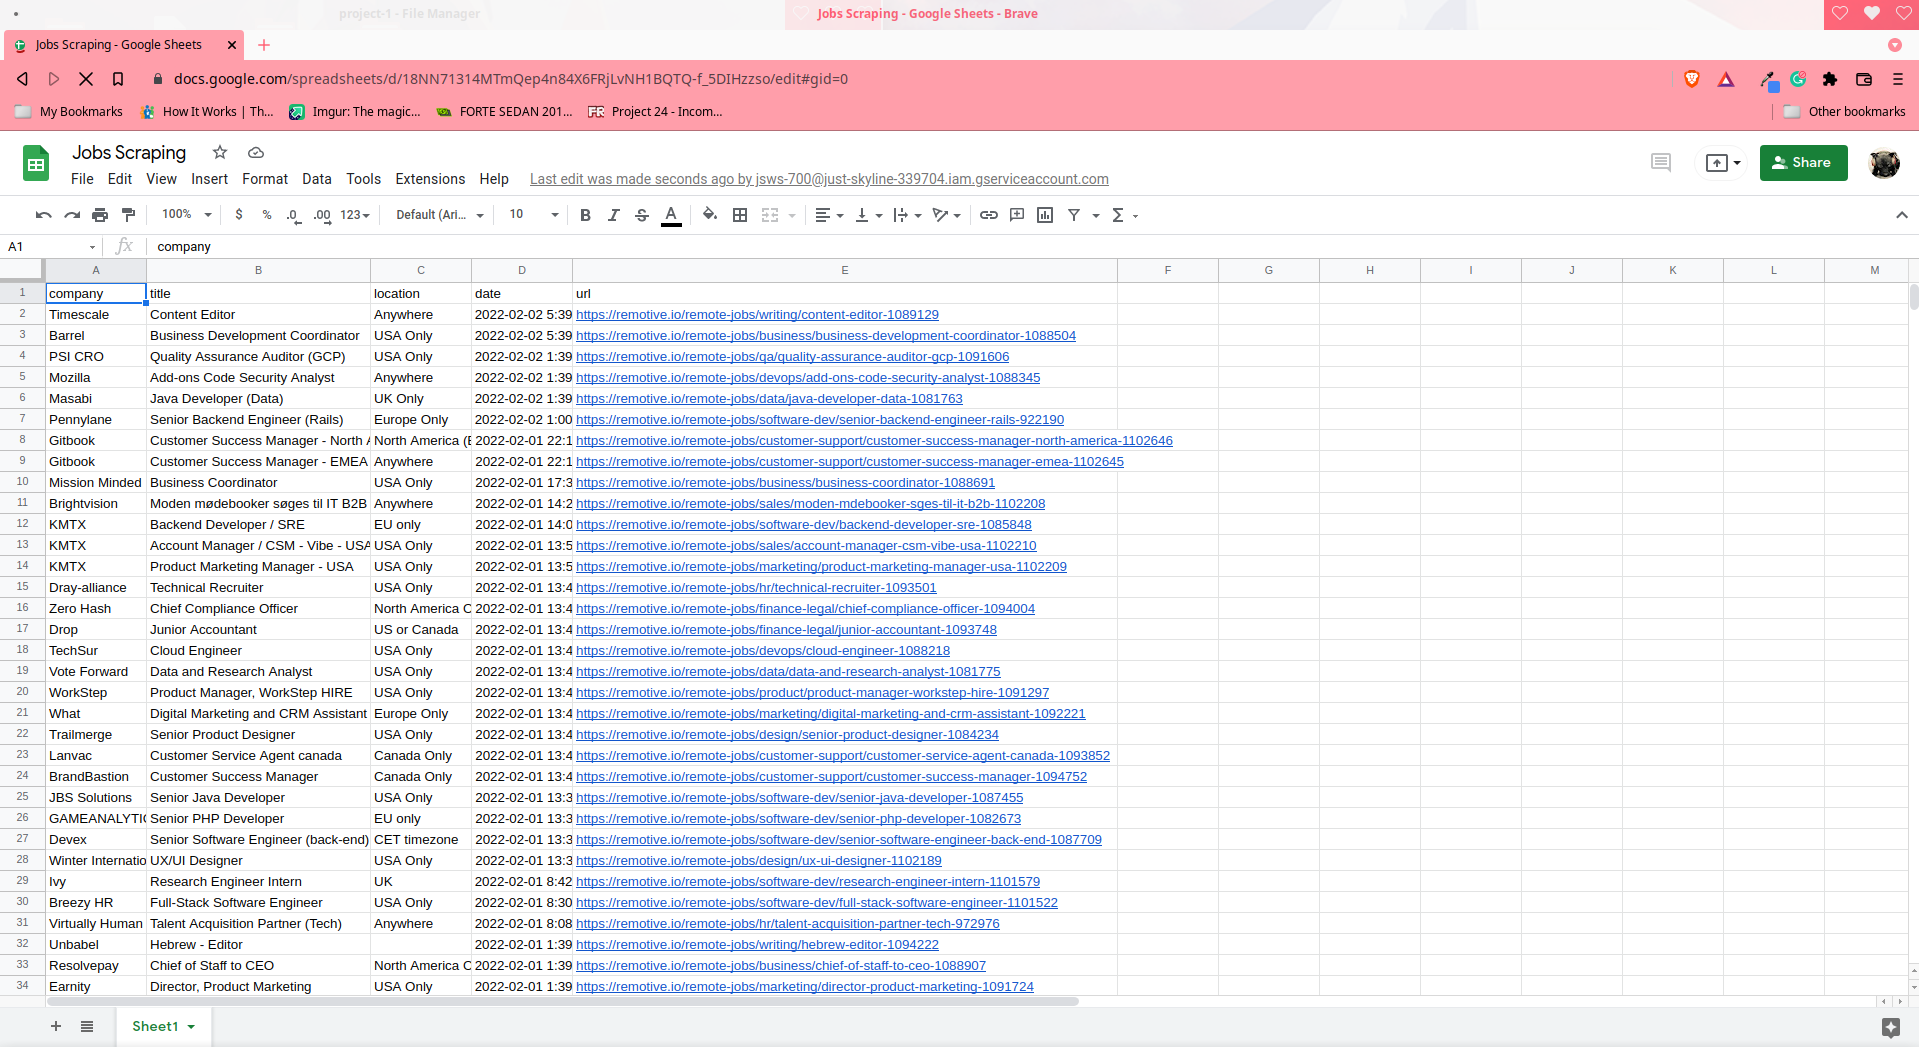 project-1 - File Manager
Jobs Scraping - Google Sheets - Brave
Jobs Scraping - Google Sheets
docs.google.com/spreadsheets/d/18NN71314MTmQep4n84X6FRjLvNH1BQTQ-f_5DIHzzso/edit#gid=0
My Bookmarks How It Works | Th... Imgur: The magic... FORTE SEDAN 201... Project 24 - Incom... Other bookmarks
Jobs Scraping
Share
File Edit View Insert Format Data Tools Extensions Help Last edit was made seconds ago by jsws-700@just-skyline-339704.iam.gserviceaccount.com
100% $ % .0 .00 123 Default (Ari... 10 B I S A
A1 fx company
A B C D E F G H I J K L M
1 company title location date url
2 Timescale Content Editor Anywhere 2022-02-02 5:39 https://remotive.io/remote-jobs/writing/content-editor-1089129
3 Barrel Business Development Coordinator USA Only 2022-02-02 5:39 https://remotive.io/remote-jobs/business/business-development-coordinator-1088504
4 PSI CRO Quality Assurance Auditor (GCP) USA Only 2022-02-02 1:39 https://remotive.io/remote-jobs/qa/quality-assurance-auditor-gcp-1091606
5 Mozilla Add-ons Code Security Analyst Anywhere 2022-02-02 1:39 https://remotive.io/remote-jobs/devops/add-ons-code-security-analyst-1088345
6 Masabi Java Developer (Data) UK Only 2022-02-02 1:39 https://remotive.io/remote-jobs/data/java-developer-data-1081763
7 Pennylane Senior Backend Engineer (Rails) Europe Only 2022-02-02 1:00 https://remotive.io/remote-jobs/software-dev/senior-backend-engineer-rails-922190
8 Gitbook Customer Success Manager - North A North America (E 2022-02-01 22:1 https://remotive.io/remote-jobs/customer-support/customer-success-manager-north-america-1102646
9 Gitbook Customer Success Manager - EMEA Anywhere 2022-02-01 22:1 https://remotive.io/remote-jobs/customer-support/customer-success-manager-emea-1102645
10 Mission Minded Business Coordinator USA Only 2022-02-01 17:3 https://remotive.io/remote-jobs/business/business-coordinator-1088691
11 Brightvision Moden mødebooker søges til IT B2B Anywhere 2022-02-01 14:2 https://remotive.io/remote-jobs/sales/moden-mdebooker-sges-til-it-b2b-1102208
12 KMTX Backend Developer / SRE EU only 2022-02-01 14:0 https://remotive.io/remote-jobs/software-dev/backend-developer-sre-1085848
13 KMTX Account Manager / CSM - Vibe - USA USA Only 2022-02-01 13:5 https://remotive.io/remote-jobs/sales/account-manager-csm-vibe-usa-1102210
14 KMTX Product Marketing Manager - USA USA Only 2022-02-01 13:5 https://remotive.io/remote-jobs/marketing/product-marketing-manager-usa-1102209
15 Dray-alliance Technical Recruiter USA Only 2022-02-01 13:4 https://remotive.io/remote-jobs/hr/technical-recruiter-1093501
16 Zero Hash Chief Compliance Officer North America O 2022-02-01 13:4 https://remotive.io/remote-jobs/finance-legal/chief-compliance-officer-1094004
17 Drop Junior Accountant US or Canada 2022-02-01 13:4 https://remotive.io/remote-jobs/finance-legal/junior-accountant-1093748
18 TechSur Cloud Engineer USA Only 2022-02-01 13:4 https://remotive.io/remote-jobs/devops/cloud-engineer-1088218
19 Vote Forward Data and Research Analyst USA Only 2022-02-01 13:4 https://remotive.io/remote-jobs/data/data-and-research-analyst-1081775
20 WorkStep Product Manager, WorkStep HIRE USA Only 2022-02-01 13:4 https://remotive.io/remote-jobs/product/product-manager-workstep-hire-1091297
21 What Digital Marketing and CRM Assistant Europe Only 2022-02-01 13:4 https://remotive.io/remote-jobs/marketing/digital-marketing-and-crm-assistant-1092221
22 Trailmerge Senior Product Designer USA Only 2022-02-01 13:4 https://remotive.io/remote-jobs/design/senior-product-designer-1084234
23 Lanvac Customer Service Agent canada Canada Only 2022-02-01 13:4 https://remotive.io/remote-jobs/customer-support/customer-service-agent-canada-1093852
24 BrandBastion Customer Success Manager Canada Only 2022-02-01 13:4 https://remotive.io/remote-jobs/customer-support/customer-success-manager-1094752
25 JBS Solutions Senior Java Developer USA Only 2022-02-01 13:3 https://remotive.io/remote-jobs/software-dev/senior-java-developer-1087455
26 GAMEANALYTIC Senior PHP Developer EU only 2022-02-01 13:3 https://remotive.io/remote-jobs/software-dev/senior-php-developer-1082673
27 Devex Senior Software Engineer (back-end) CET timezone 2022-02-01 13:3 https://remotive.io/remote-jobs/software-dev/senior-software-engineer-back-end-1087709
28 Winter Internatio UX/UI Designer USA Only 2022-02-01 13:3 https://remotive.io/remote-jobs/design/ux-ui-designer-1102189
29 Ivy Research Engineer Intern UK 2022-02-01 8:42 https://remotive.io/remote-jobs/software-dev/research-engineer-intern-1101579
30 Breezy HR Full-Stack Software Engineer USA Only 2022-02-01 8:30 https://remotive.io/remote-jobs/software-dev/full-stack-software-engineer-1101522
31 Virtually Human Talent Acquisition Partner (Tech) Anywhere 2022-02-01 8:08 https://remotive.io/remote-jobs/hr/talent-acquisition-partner-tech-972976
32 Unbabel Hebrew - Editor 2022-02-01 1:39 https://remotive.io/remote-jobs/writing/hebrew-editor-1094222
33 Resolvepay Chief of Staff to CEO North America O 2022-02-01 1:39 https://remotive.io/remote-jobs/business/chief-of-staff-to-ceo-1088907
34 Earnity Director, Product Marketing USA Only 2022-02-01 1:39 https://remotive.io/remote-jobs/marketing/director-product-marketing-1091724
Sheet1